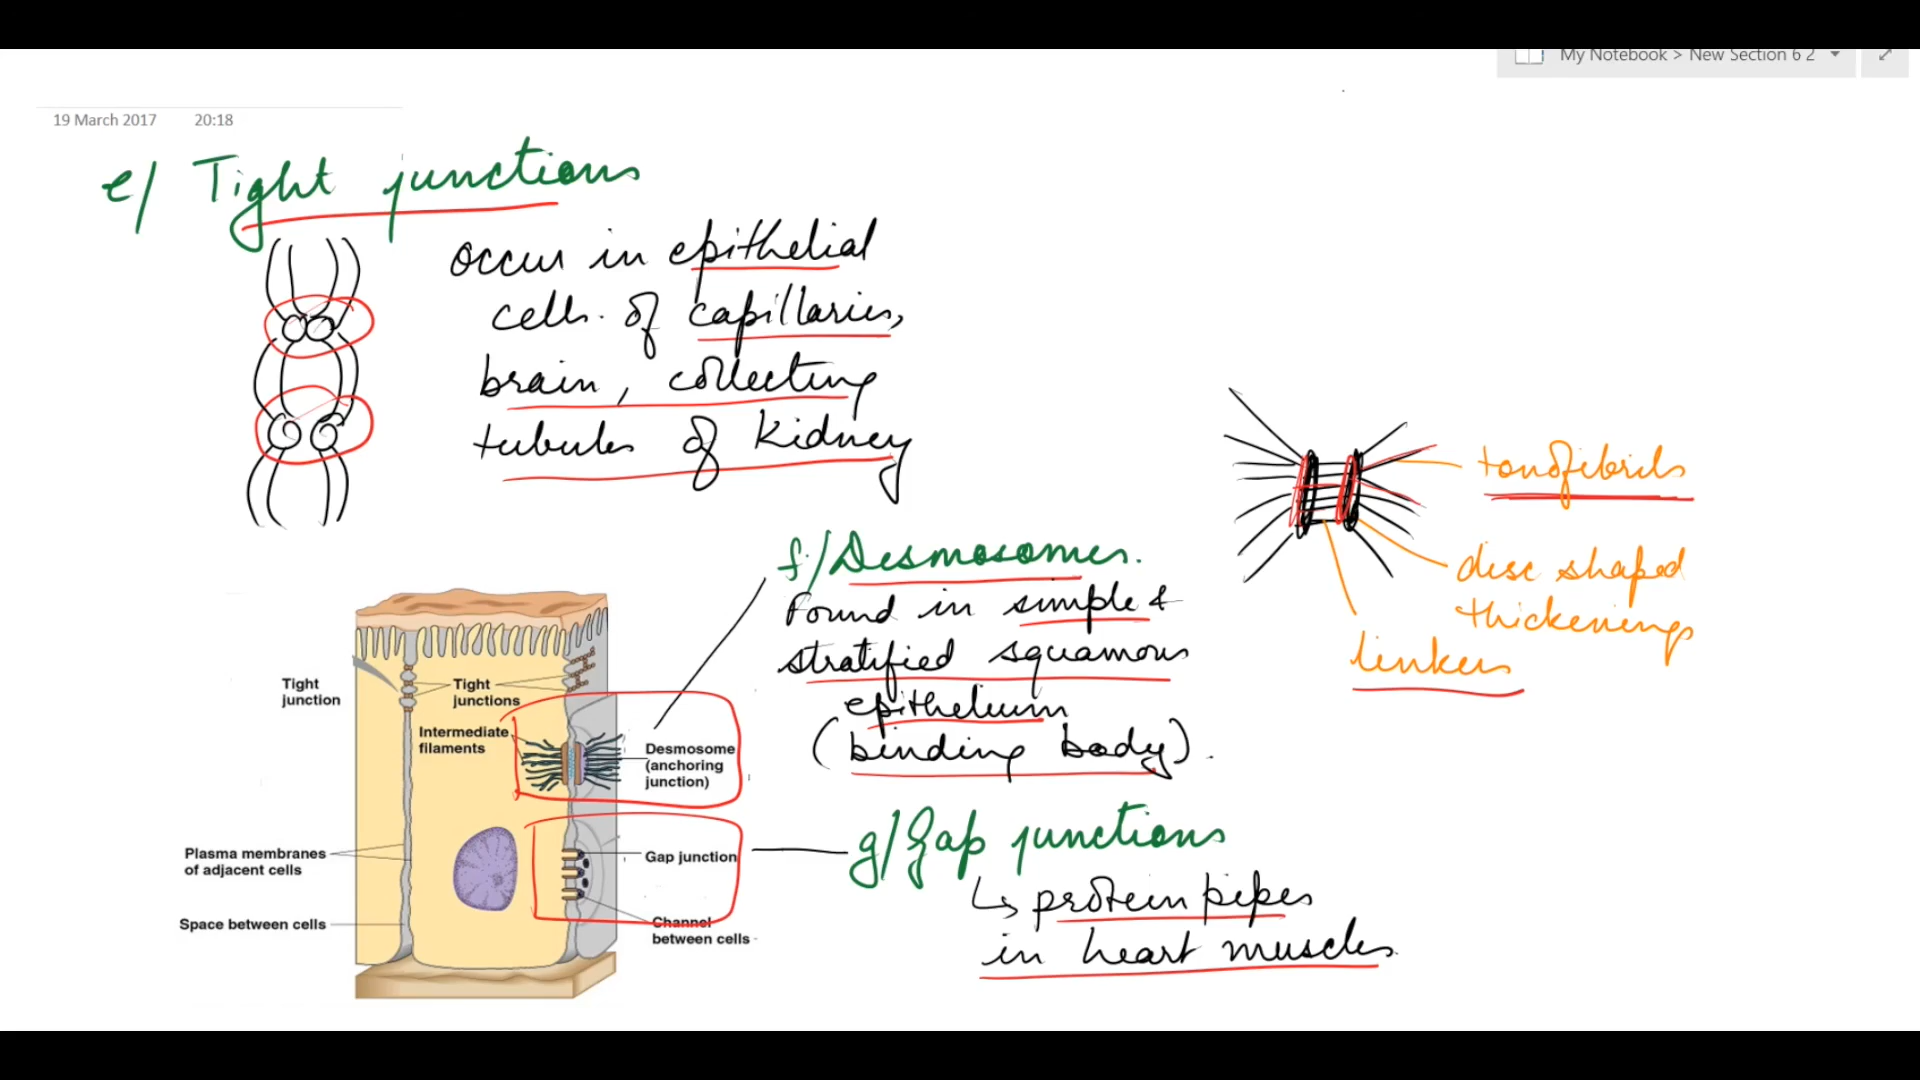 My Notebook > New Section 6 2
19 March 2017 20:18
e/ Tight junctions
occur in epithelial
cells. of capillaries,
brain, collecting
tubules of Kidney
tonofibrils
disc shaped
thickenings
linkers
f/ Desmosomes.
Found in simple &
stratified squamous
epithelium
(binding body).
g/ Gap junctions
↳ protein pipes
in heart muscles.
Tight
junction
Tight
junctions
Intermediate
filaments
Desmosome
(anchoring
junction)
Plasma membranes
of adjacent cells
Gap junction
Space between cells
Channel
between cells